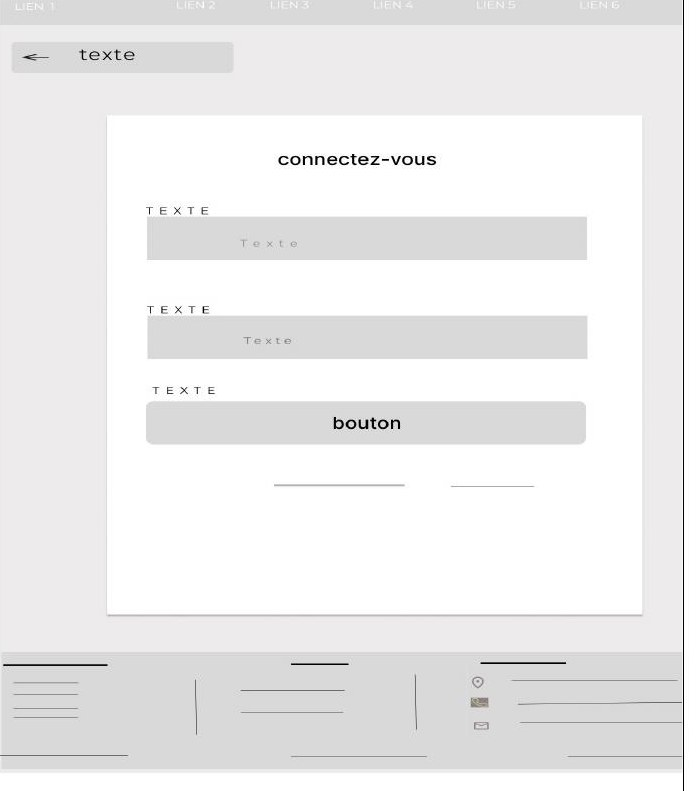 LIEN 1 LIEN 2 LIEN 3 LIEN 4 LIEN 5 LIEN 6
← texte
connectez-vous
TEXTE
Texte
TEXTE
Texte
TEXTE
bouton